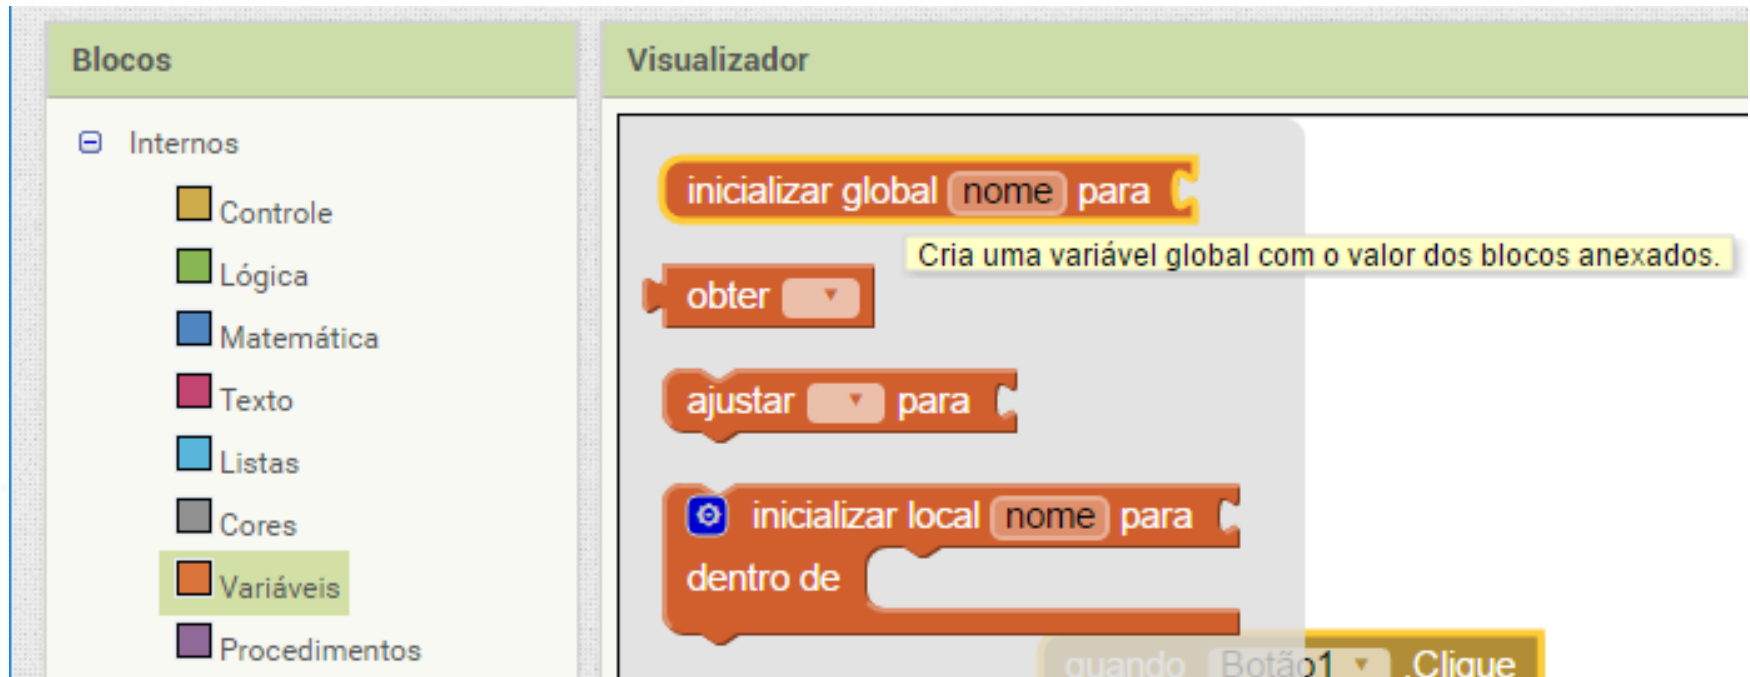 Blocos
Internos
Controle
Lógica
Matemática
Texto
Listas
Cores
Variáveis
Procedimentos
Visualizador
inicializar global nome para
Cria uma variável global com o valor dos blocos anexados.
obter
ajustar para
inicializar local nome para
dentro de
quando Botão1 .Clique